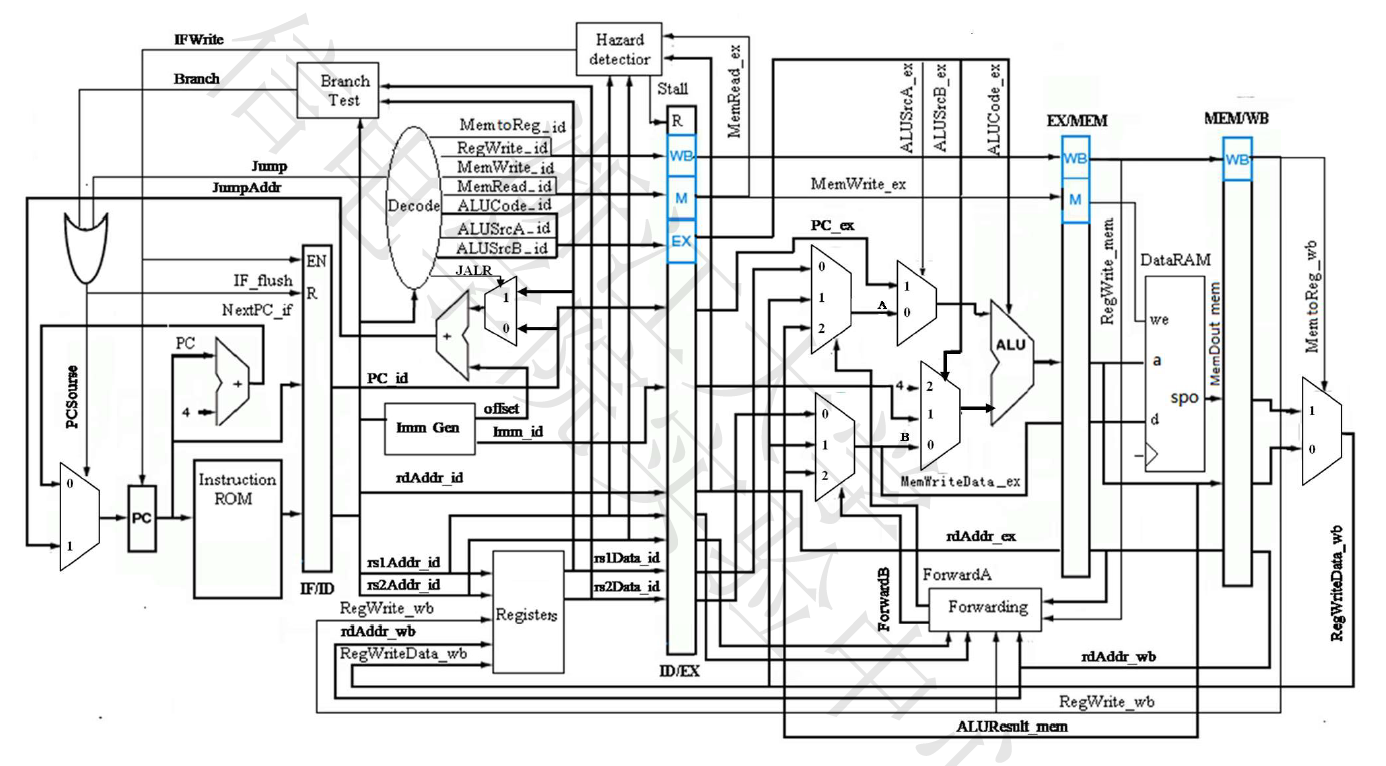 IFWrite
Hazard
detection
Branch
Branch
Test
Stall
MemRead_ex
ALUSrcA_ex
ALUSrcB_ex
ALUCode_ex
EX/MEM
MEM/WB
R
MemtoReg_id
RegWrite_id
WB
WB
WB
Jump
MemWrite_id
MemRead_id
M
MemWrite_ex
M
JumpAddr
Decode
ALUCode_id
ALUSrcA_id
EX
PC_ex
RegWrite_mem
ALUSrcB_id
EN
JALR
0
DataRAM
MemDout_mem
RegWrite_wb
MemtoReg_wb
IF_flush
R
1
1
1
A
NextPC_if
0
2
0
we
PC
+
ALU
PCSourse
+
PC_id
4
2
a
4
offset
0
1
spo
1
Imm Gen
Imm_id
1
B
0
d
0
0
2
MemWriteData_ex
Instruction
ROM
rdAddr_id
PC
1
rdAddr_ex
rs1Addr_id
rs1Data_id
IF/ID
rs2Addr_id
rs2Data_id
ForwardA
RegWrite_wb
Registers
ForwardB
Forwarding
RegWriteData_wb
rdAddr_wb
RegWriteData_wb
ID/EX
rdAddr_wb
RegWrite_wb
ALUResult_mem